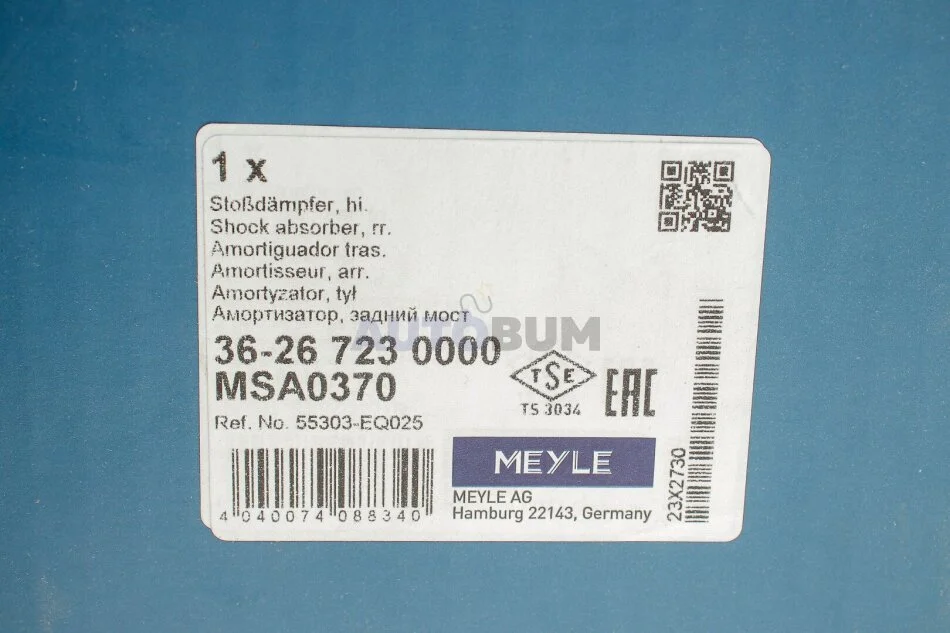 1 x
Stoßdämpfer, hi.
Shock absorber, rr.
Amortiguador tras.
Amortisseur, arr.
Amortyzator, tył
Амортизатор, задний мост
AUTOBUM
36-26 723 0000
MSA0370
TSE
TS 3034
EAC
Ref. No. 55303-EQ025
MEYLE
MEYLE AG
Hamburg 22143, Germany
4 040074 088340
23X2730